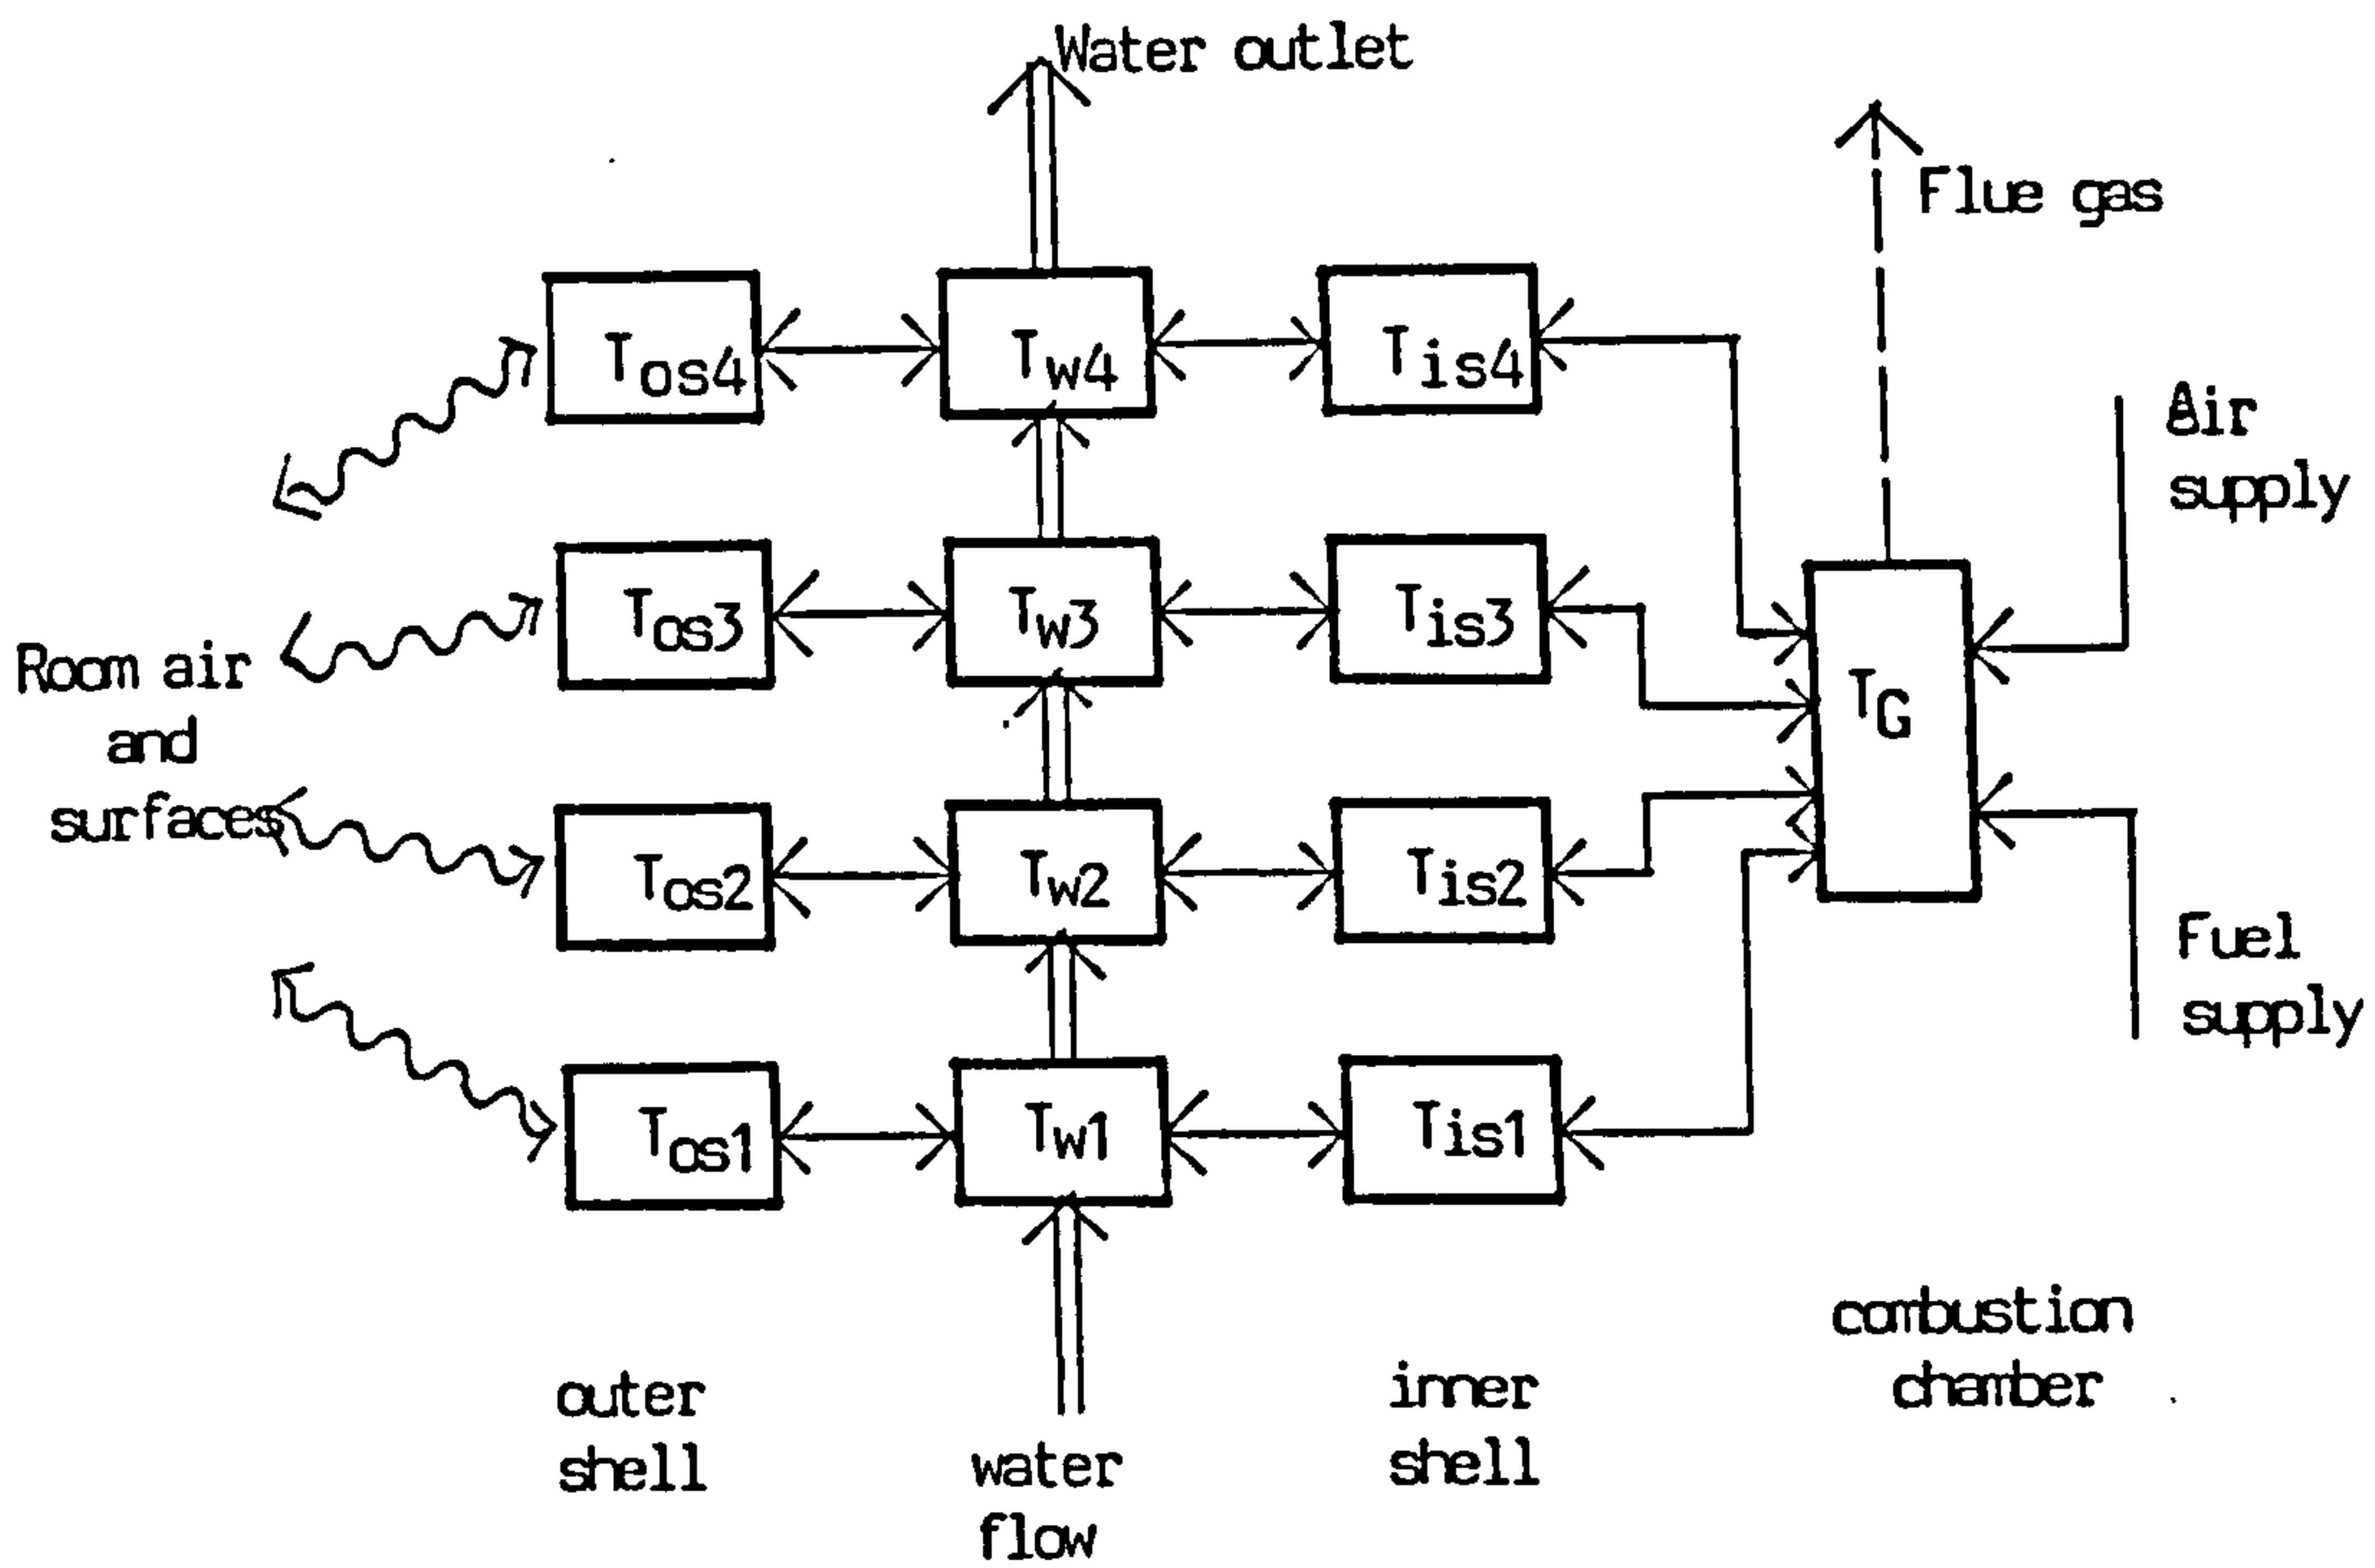 Water outlet
Flue gas
Tos4
Tw4
Tis4
Air
supply
Tos3
Tw3
Tis3
Room air
and
surfaces
TG
Tos2
Tw2
Tis2
Fuel
supply
Tos1
Tw1
Tis1
combustion
chamber
outer
shell
water
flow
inner
shell